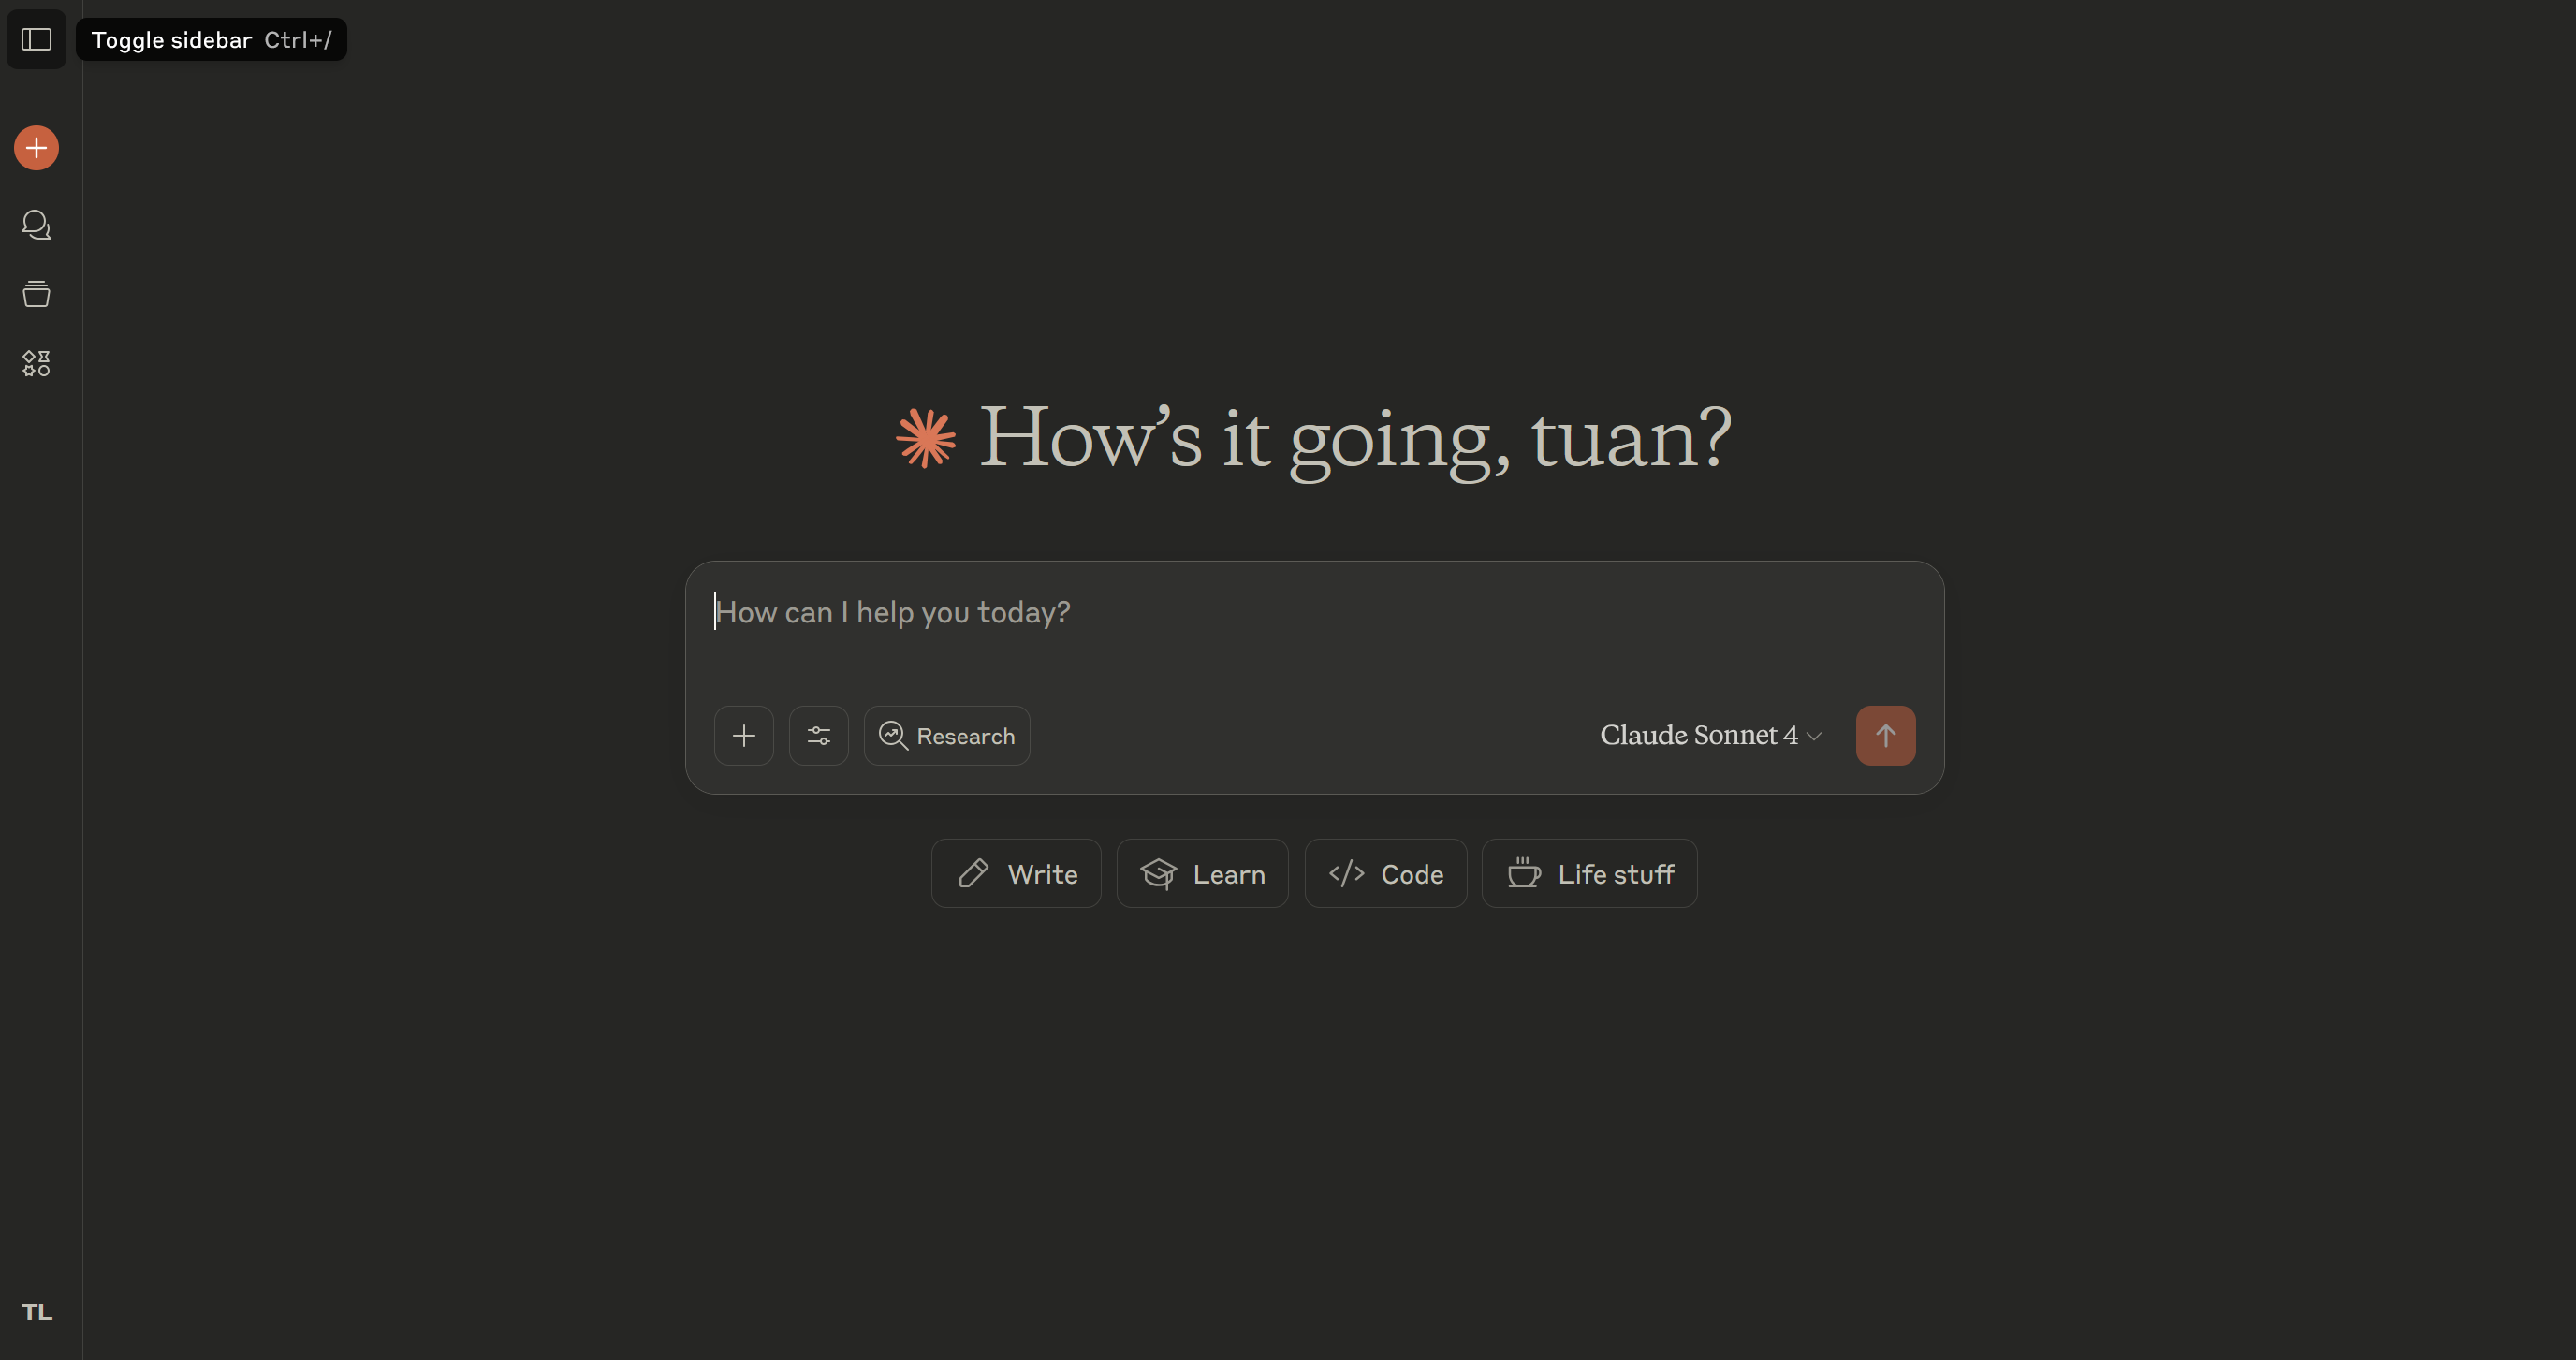 Toggle sidebar Ctrl+/
How’s it going, tuan?
How can I help you today?
Research
Claude Sonnet 4
Write
Learn
Code
Life stuff
TL